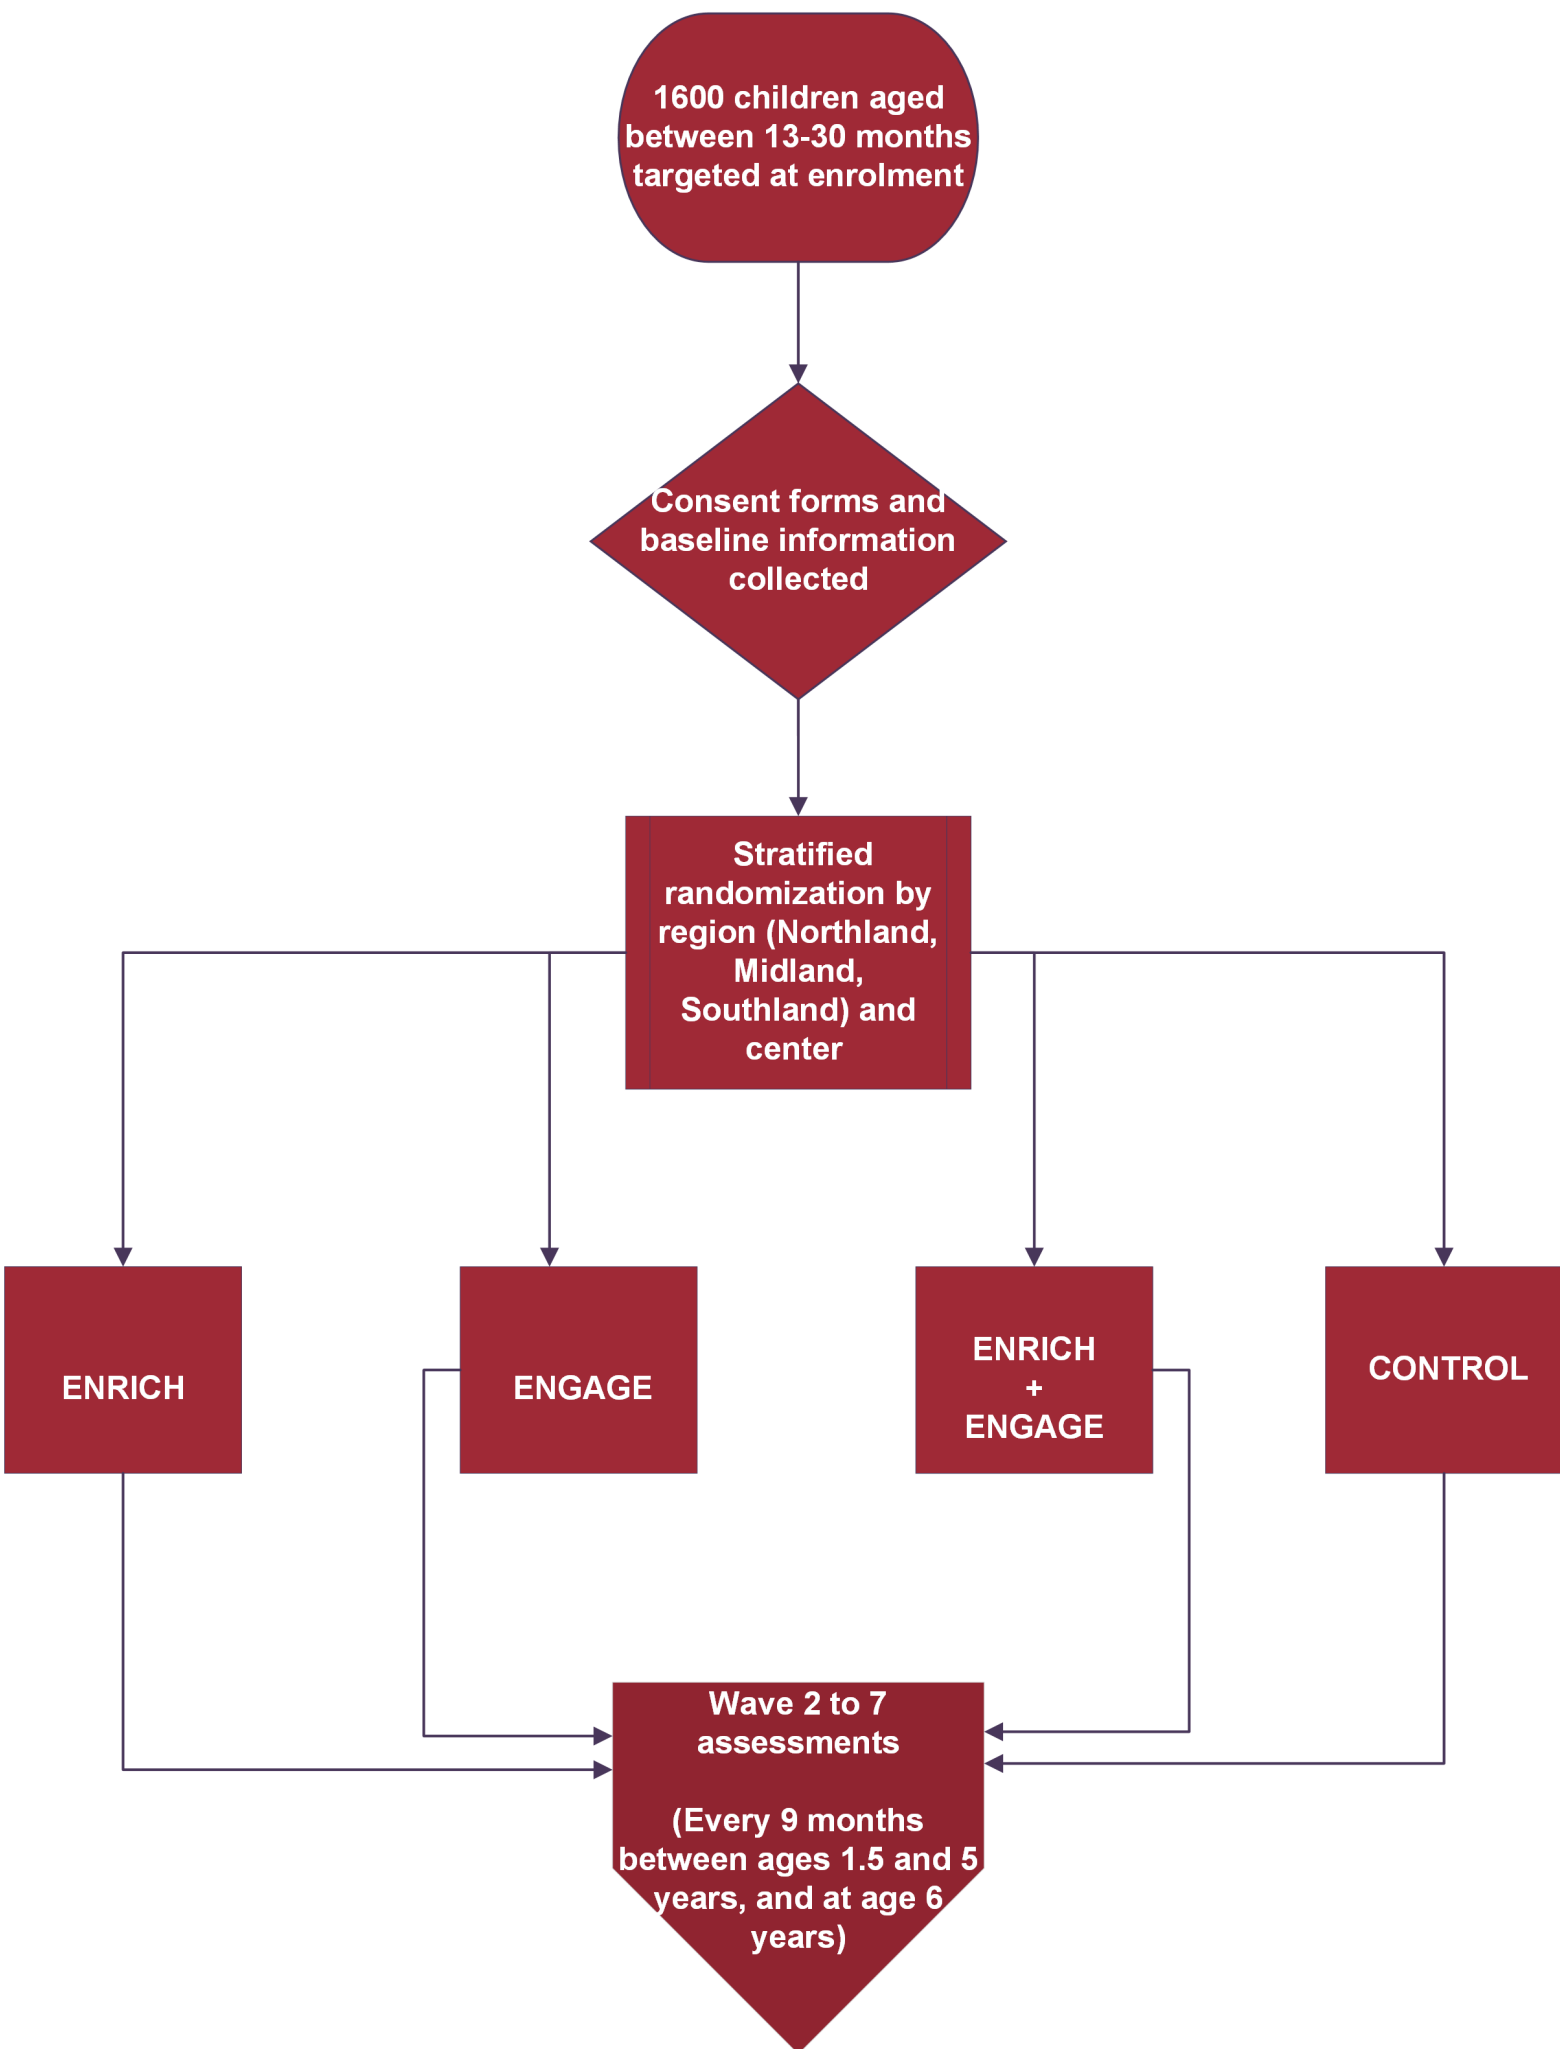 1600 children aged
between 13-30 months
targeted at enrolment
Consent forms and
baseline information
collected
Stratified
randomization by
region (Northland,
Midland,
Southland) and
center
ENRICH
ENGAGE
ENRICH
+
ENGAGE
CONTROL
Wave 2 to 7
assessments
(Every 9 months
between ages 1.5 and 5
years, and at age 6
years)